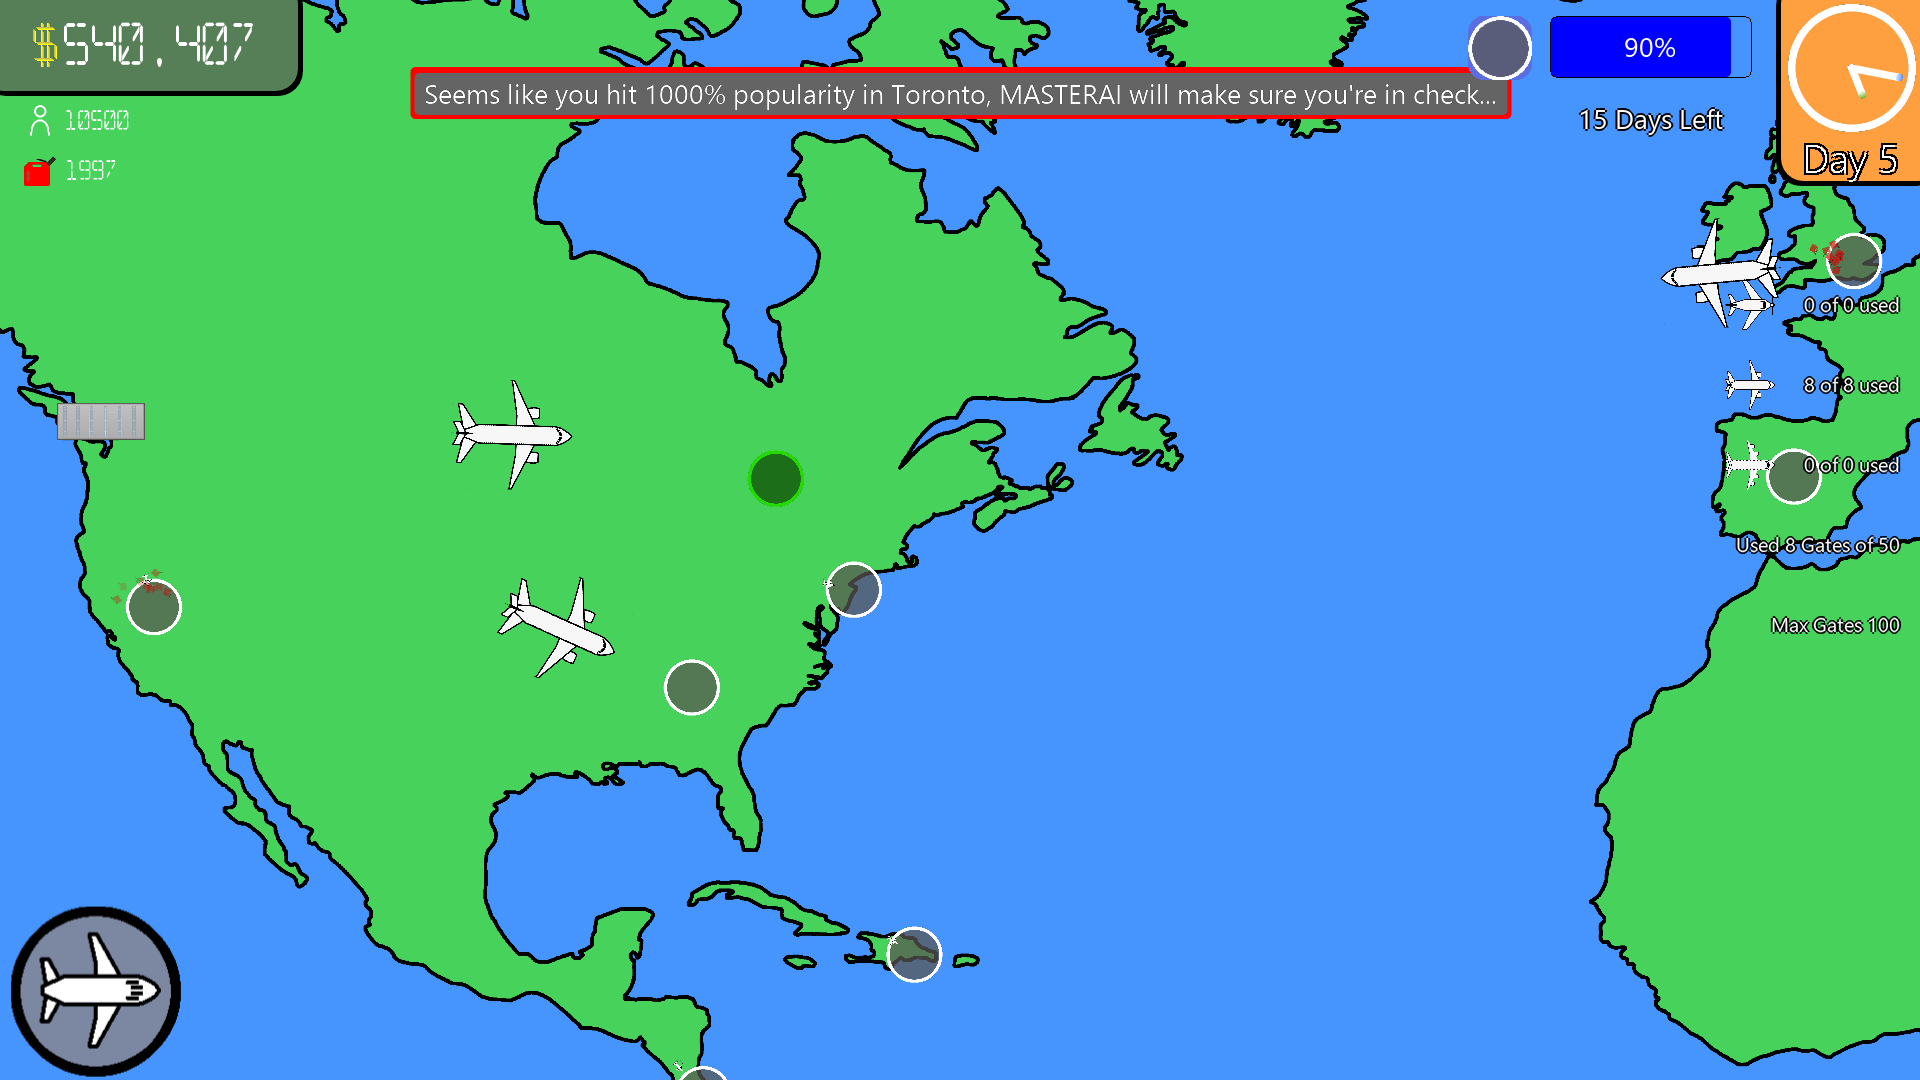 $540.407
10500
1997
Seems like you hit 1000% popularity in Toronto, MASTERAI will make sure you're in check...
90%
15 Days Left
Day 5
0 of 0 used
8 of 8 used
0 of 0 used
Used 8 Gates of 50
Max Gates 100